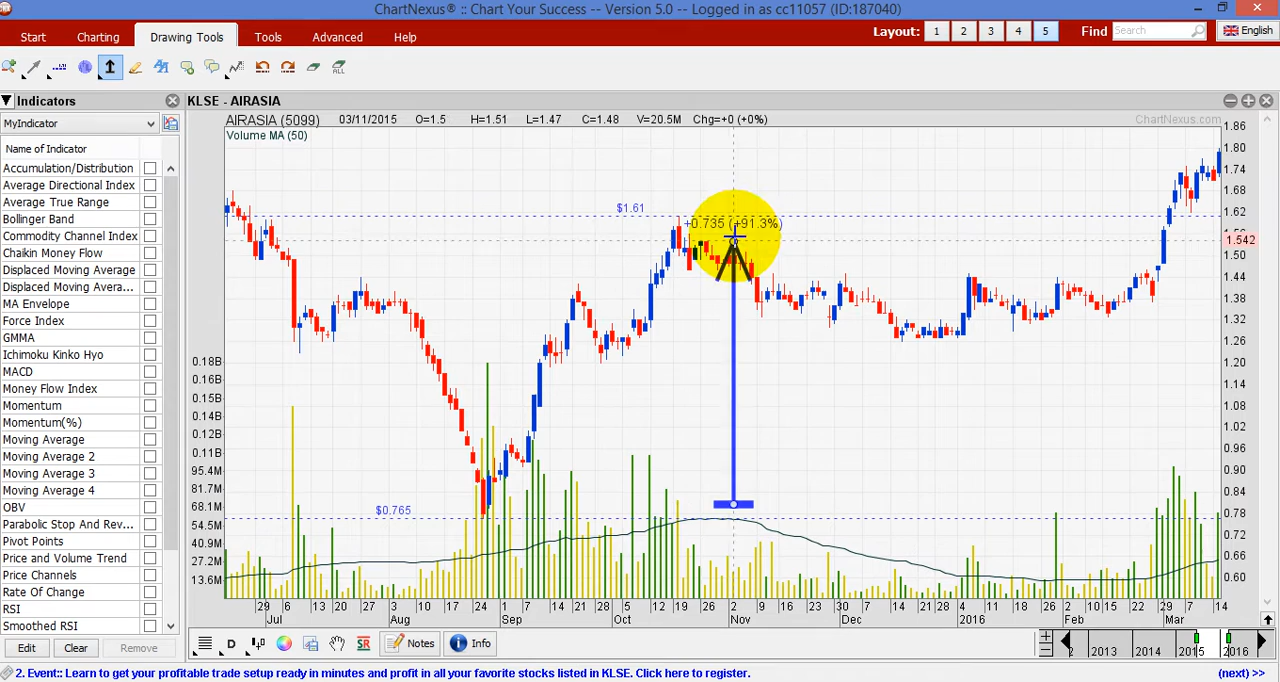 ChartNexus® :: Chart Your Success -- Version 5.0 -- Logged in as cc11057 (ID:187040)
Start Charting Drawing Tools Tools Advanced Help Layout: 1 2 3 4 5 Find Search English
ALL
Indicators
MyIndicator
Name of Indicator
Accumulation/Distribution
Average Directional Index
Average True Range
Bollinger Band
Commodity Channel Index
Chaikin Money Flow
Displaced Moving Average
Displaced Moving Avera...
MA Envelope
Force Index
GMMA
Ichimoku Kinko Hyo
MACD
Money Flow Index
Momentum
Momentum(%)
Moving Average
Moving Average 2
Moving Average 3
Moving Average 4
OBV
Parabolic Stop And Rev...
Pivot Points
Price and Volume Trend
Price Channels
Rate Of Change
RSI
Smoothed RSI
Edit Clear Remove
KLSE - AIRASIA
AIRASIA (5099) 03/11/2015 O=1.5 H=1.51 L=1.47 C=1.48 V=20.5M Chg=+0 (+0%) ChartNexus.com
Volume MA (50)
$1.61
+0.735 (+91.3%)
$0.765
1.86
1.80
1.74
1.68
1.62
1.542
1.50
1.44
1.38
1.32
1.26
1.20
1.14
1.08
1.02
0.96
0.90
0.84
0.78
0.72
0.66
0.60
0.18B
0.16B
0.15B
0.14B
0.12B
0.11B
95.4M
81.7M
68.1M
54.5M
40.9M
27.2M
13.6M
29 6 13 20 27 3 10 17 24 1 7 14 21 28 5 12 19 26 2 9 16 23 30 7 14 21 28 4 11 18 26 2 10 15 22 29 7 14
Jul Aug Sep Oct Nov Dec 2016 Feb Mar
D SR Notes Info 2 2013 2014 2015 2016
2. Event:: Learn to get your profitable trade setup ready in minutes and profit in all your favorite stocks listed in KLSE. Click here to register. (next) >>